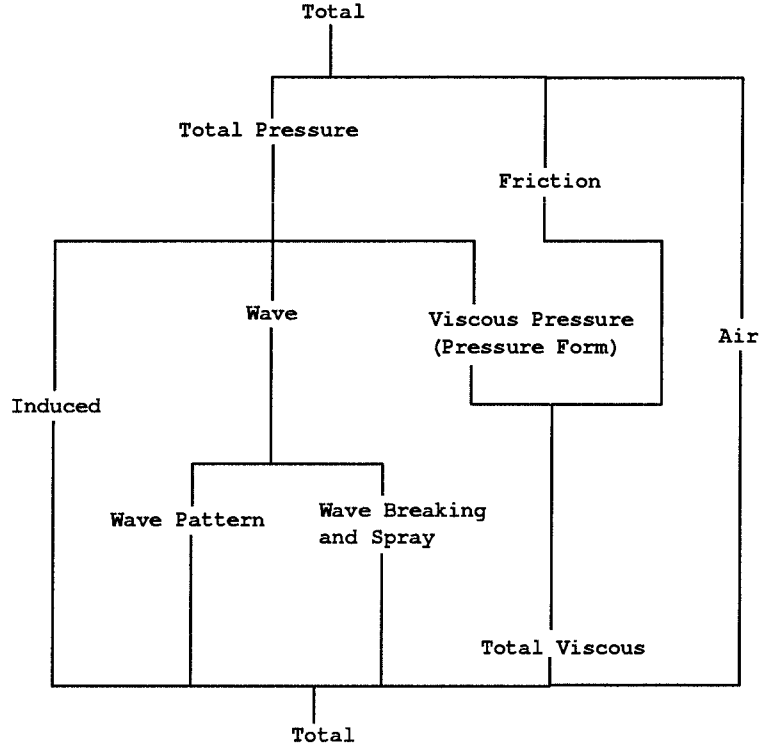 Total
Total Pressure
Friction
Wave
Viscous Pressure
(Pressure Form)
Air
Induced
Wave Pattern
Wave Breaking
and Spray
Total Viscous
Total